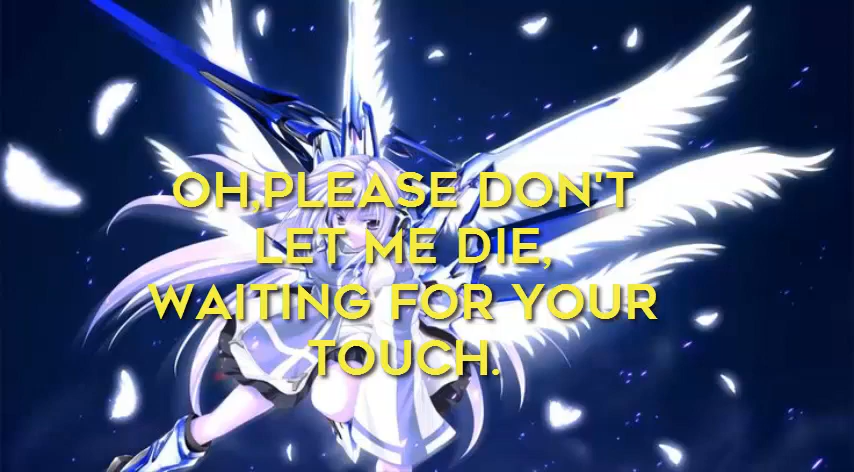 OH,PLEASE DON'T
LET ME DIE,
WAITING FOR YOUR
TOUCH.